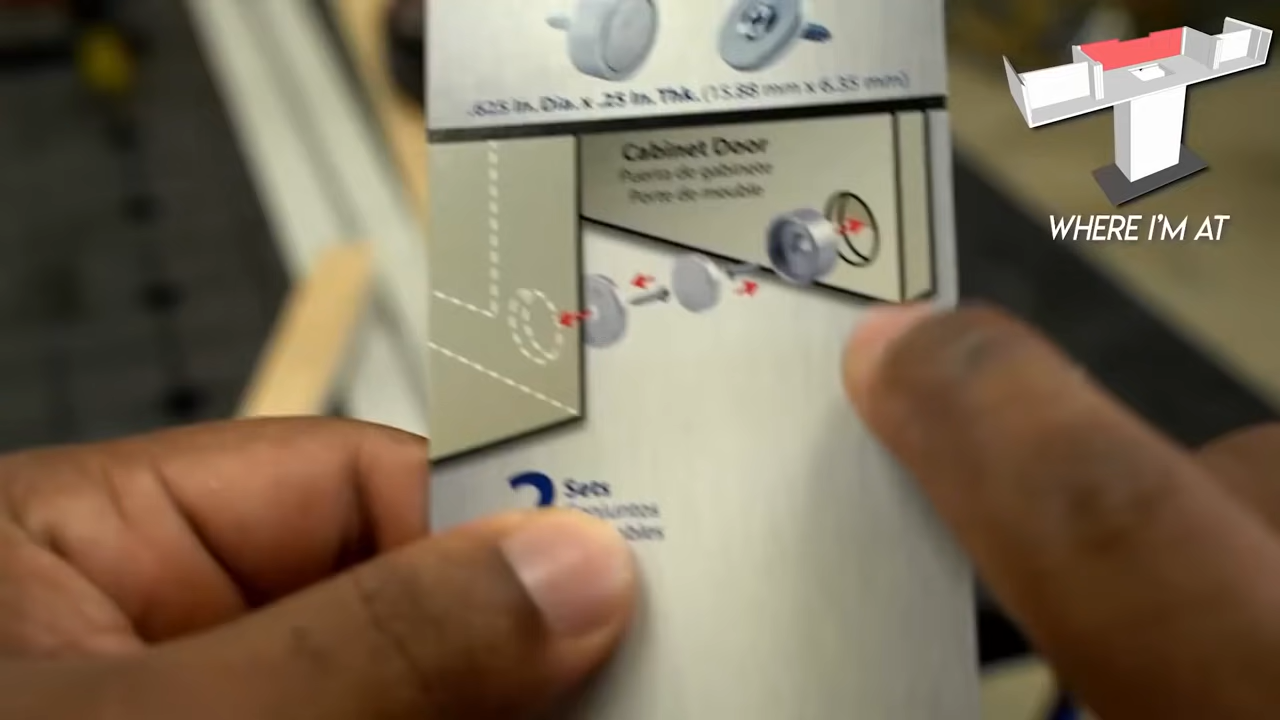 .625 In. Dia. x .25 In. Thk. (15.88 mm x 6.35 mm)
Cabinet Door
Puerta de gabinete
Porte de meuble
WHERE I'M AT
Sets